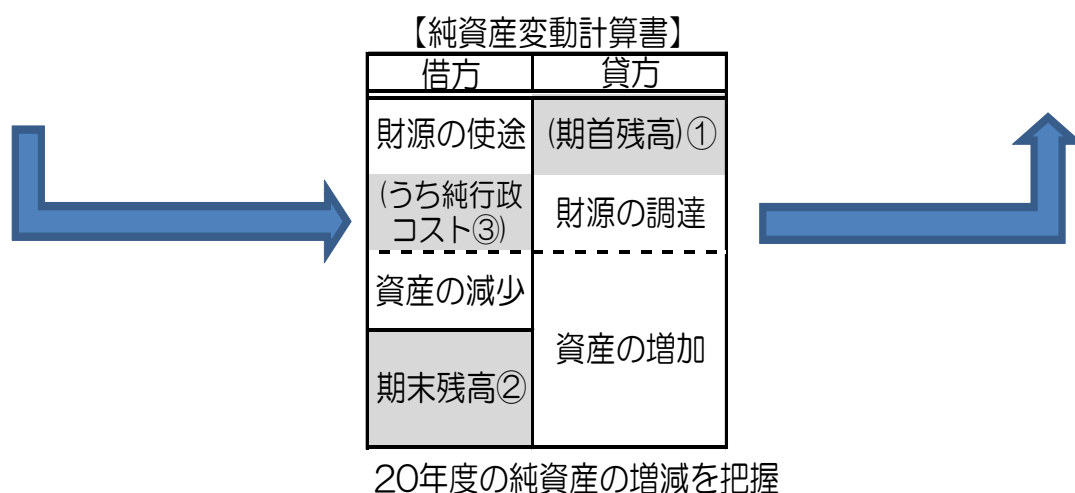 【純資産変動計算書】
借方 貸方
財源の使途 (期首残高)①
(うち純行政
コスト③)
財源の調達
資産の減少
資産の増加
期末残高②
20年度の純資産の増減を把握